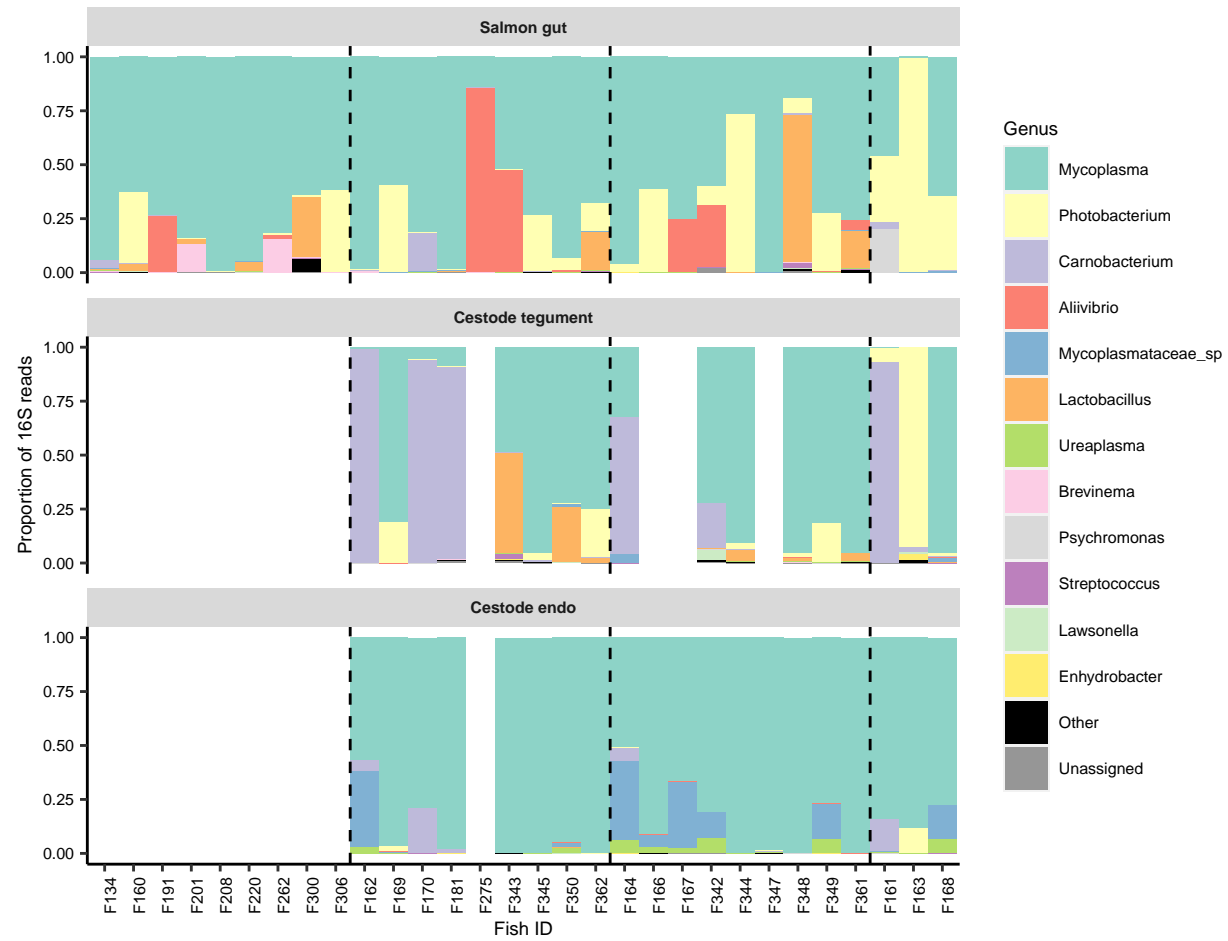 Salmon gut
1.00
0.75
0.50
0.25
0.00
Cestode tegument
1.00
0.75
0.50
0.25
0.00
Cestode endo
1.00
0.75
0.50
0.25
0.00
Proportion of 16S reads
F134 F160 F191 F201 F208 F220 F262 F300 F306 F162 F169 F170 F181 F275 F343 F345 F350 F362 F164 F166 F167 F342 F344 F347 F348 F349 F361 F161 F163 F168
Fish ID
Genus
Mycoplasma
Photobacterium
Carnobacterium
Aliivibrio
Mycoplasmataceae_sp
Lactobacillus
Ureaplasma
Brevinema
Psychromonas
Streptococcus
Lawsonella
Enhydrobacter
Other
Unassigned